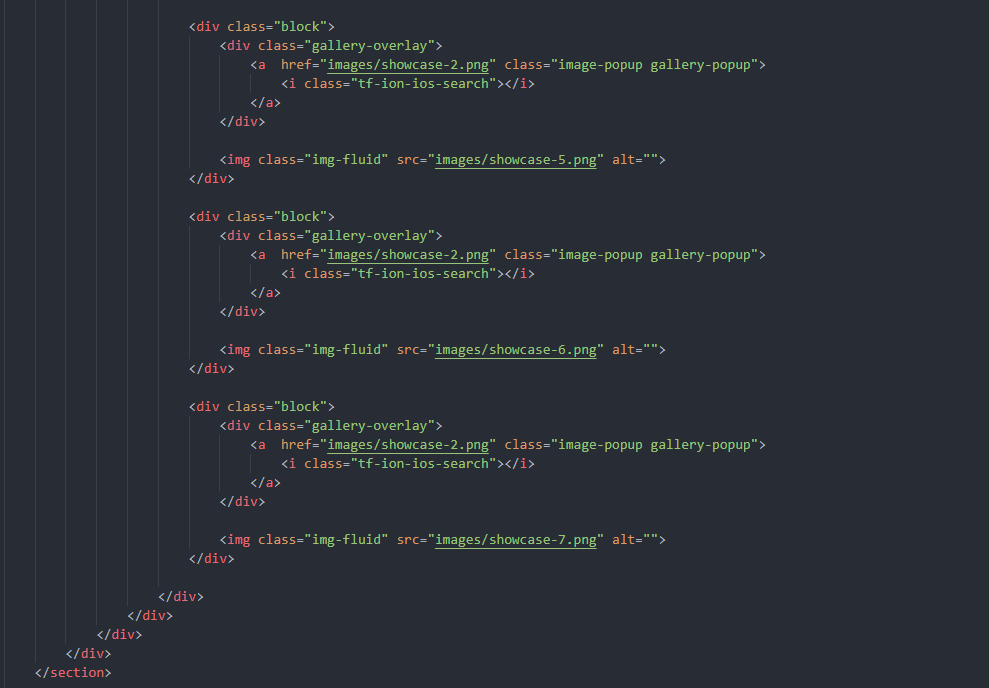 <div class="block">
<div class="gallery-overlay">
<a  href="images/showcase-2.png" class="image-popup gallery-popup">
<i class="tf-ion-ios-search"></i>
</a>
</div>
<img class="img-fluid" src="images/showcase-5.png" alt="">
</div>
<div class="block">
<div class="gallery-overlay">
<a  href="images/showcase-2.png" class="image-popup gallery-popup">
<i class="tf-ion-ios-search"></i>
</a>
</div>
<img class="img-fluid" src="images/showcase-6.png" alt="">
</div>
<div class="block">
<div class="gallery-overlay">
<a  href="images/showcase-2.png" class="image-popup gallery-popup">
<i class="tf-ion-ios-search"></i>
</a>
</div>
<img class="img-fluid" src="images/showcase-7.png" alt="">
</div>
</div>
</div>
</div>
</div>
</section>